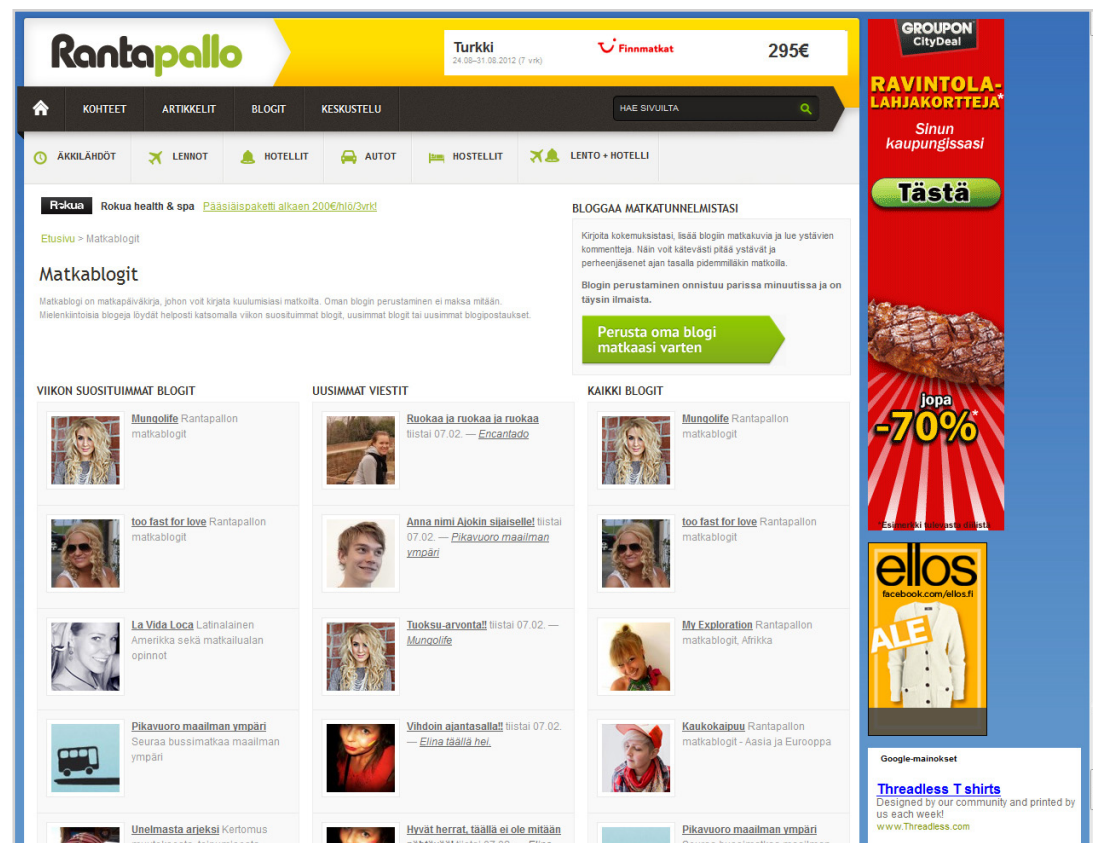 Rantapallo
Turkki
24.08–31.08.2012 (7 vrk)
Finnmatkat
295€
KOHTEET
ARTIKKELIT
BLOGIT
KESKUSTELU
HAE SIVUILTA
ÄKKILÄHDÖT
LENNOT
HOTELLIT
AUTOT
HOSTELLIT
LENTO + HOTELLI
Rokua
Rokua health & spa Pääsiäispaketti alkaen 200€/hlö/3vrk!
Etusivu > Matkablogit
Matkablogit
Matkablogi on matkapäiväkirja, johon voit kirjata kuulumisiasi matkoilta. Oman blogin perustaminen ei maksa mitään.
Mielenkiintoisia blogeja löydät helposti katsomalla viikon suosituimmat blogit, uusimmat blogit tai uusimmat blogipostaukset.
BLOGGAA MATKATUNNELMISTASI
Kirjoita kokemuksistasi, lisää blogiin matkakuvia ja lue ystävien
kommentteja. Näin voit kätevästi pitää ystävät ja
perheenjäsenet ajan tasalla pidemmilläkin matkoilla.
Blogin perustaminen onnistuu parissa minuutissa ja on
täysin ilmaista.
Perusta oma blogi
matkaasi varten
VIIKON SUOSITUIMMAT BLOGIT
Mungolife Rantapallon
matkablogit
too fast for love Rantapallon
matkablogit
La Vida Loca Latinalainen
Amerikka sekä matkailualan
opinnot
Pikavuoro maailman ympäri
Seuraa bussimatkaa maailman
ympäri
Unelmasta arjeksi Kertomus
UUSIMMAT VIESTIT
Ruokaa ja ruokaa ja ruokaa
tiistai 07.02. — Encantado
Anna nimi Ajokin sijaiselle! tiistai
07.02. — Pikavuoro maailman
ympäri
Tuoksu-arvonta!! tiistai 07.02. —
Mungolife
Vihdoin ajantasalla!! tiistai 07.02.
— Elina täällä hei.
Hyvät herrat, täällä ei ole mitään
KAIKKI BLOGIT
Mungolife Rantapallon
matkablogit
too fast for love Rantapallon
matkablogit
My Exploration Rantapallon
matkablogit, Afrikka
Kaukokaipuu Rantapallon
matkablogit - Aasia ja Eurooppa
Pikavuoro maailman ympäri
GROUPON
CityDeal
RAVINTOLA-
LAHJAKORTTEJA*
Sinun
kaupungissasi
Tästä
jopa
-70%*
*Esimerkki tulevasta diilistä
ellos
facebook.com/ellos.fi
ALE
Google-mainokset
Threadless T shirts
Designed by our community and printed by
us each week!
www.Threadless.com